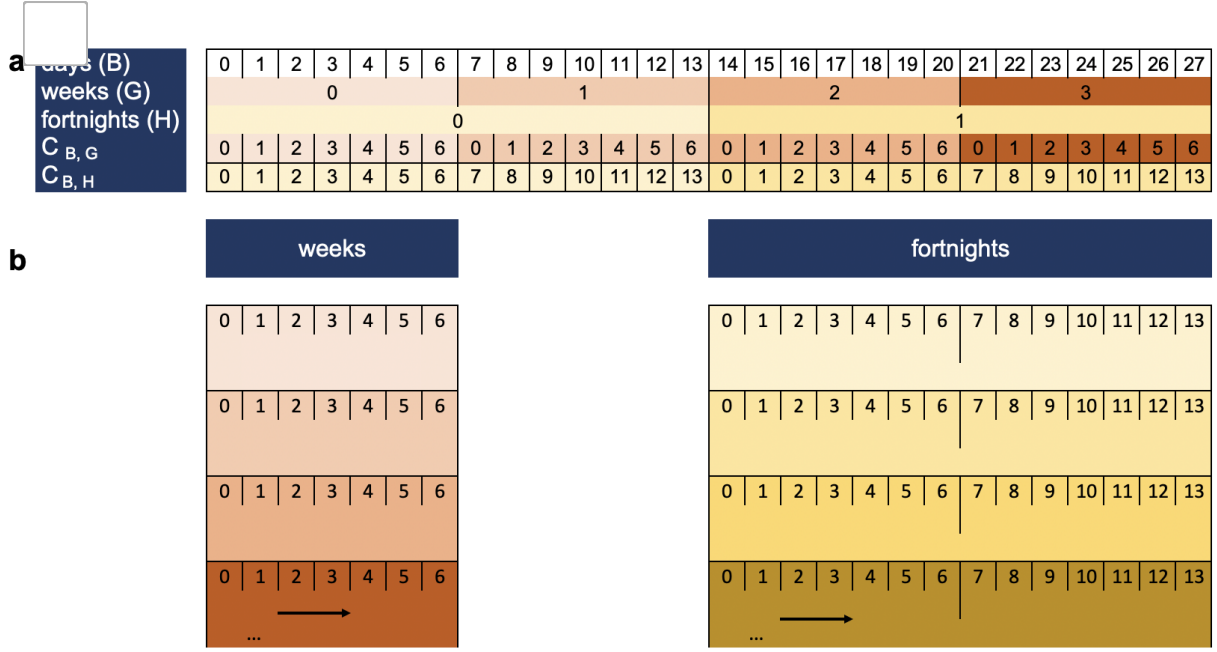 a
days (B) 0 1 2 3 4 5 6 7 8 9 10 11 12 13 14 15 16 17 18 19 20 21 22 23 24 25 26 27
weeks (G) 0 1 2 3
fortnights (H) 0 1
C B, G 0 1 2 3 4 5 6 0 1 2 3 4 5 6 0 1 2 3 4 5 6 0 1 2 3 4 5 6
C B, H 0 1 2 3 4 5 6 7 8 9 10 11 12 13 0 1 2 3 4 5 6 7 8 9 10 11 12 13
b
weeks fortnights
0 1 2 3 4 5 6 0 1 2 3 4 5 6 7 8 9 10 11 12 13
0 1 2 3 4 5 6 0 1 2 3 4 5 6 7 8 9 10 11 12 13
0 1 2 3 4 5 6 0 1 2 3 4 5 6 7 8 9 10 11 12 13
0 1 2 3 4 5 6 0 1 2 3 4 5 6 7 8 9 10 11 12 13
... ...